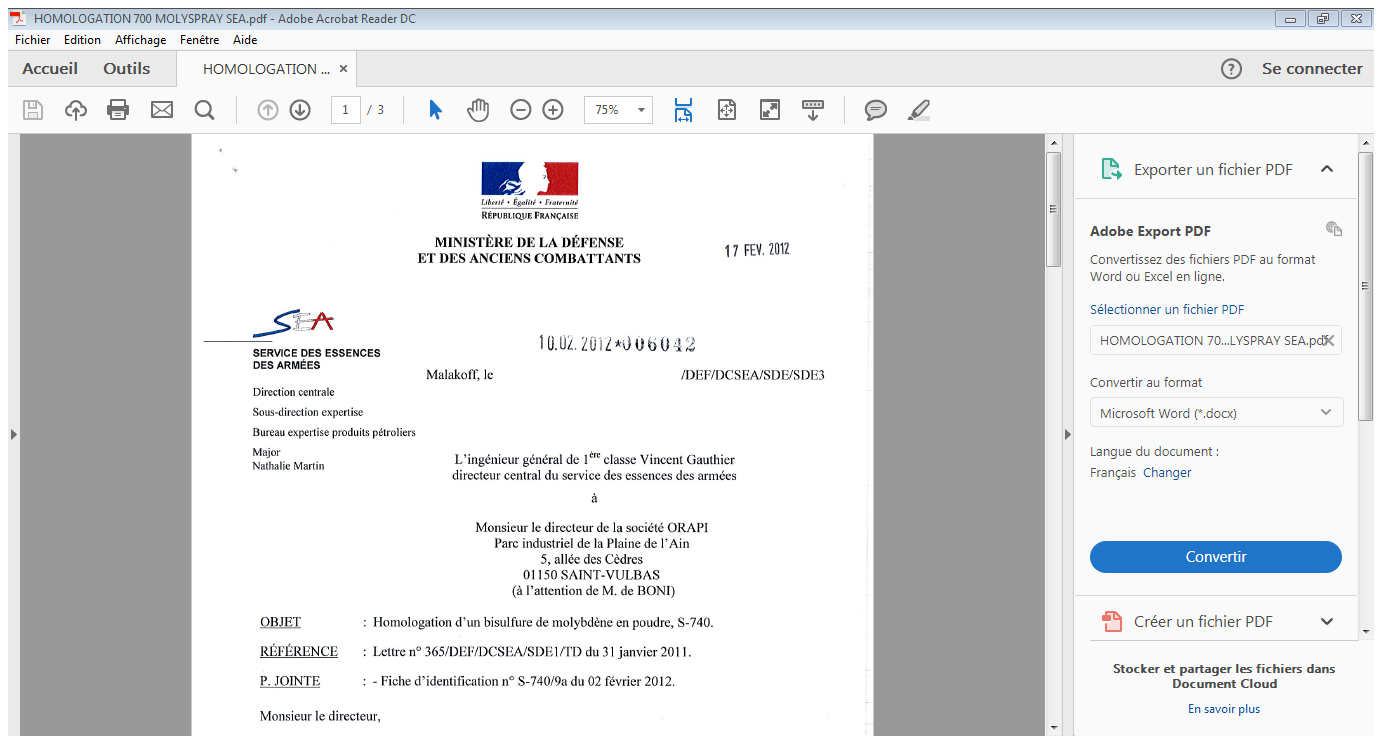 HOMOLOGATION 700 MOLYSPRAY SEA.pdf - Adobe Acrobat Reader DC
Fichier Edition Affichage Fenêtre Aide
Accueil Outils HOMOLOGATION ... × ? Se connecter
1 / 3 75%
Liberté • Égalité • Fraternité
RÉPUBLIQUE FRANÇAISE
MINISTÈRE DE LA DÉFENSE
ET DES ANCIENS COMBATTANTS
17 FEV. 2012
SEA
SERVICE DES ESSENCES
DES ARMÉES
10.02.2012*006042
Malakoff, le /DEF/DCSEA/SDE/SDE3
Direction centrale
Sous-direction expertise
Bureau expertise produits pétroliers
Major
Nathalie Martin
L'ingénieur général de 1ère classe Vincent Gauthier
directeur central du service des essences des armées
à
Monsieur le directeur de la société ORAPI
Parc industriel de la Plaine de l'Ain
5, allée des Cèdres
01150 SAINT-VULBAS
(à l'attention de M. de BONI)
OBJET : Homologation d'un bisulfure de molybdène en poudre, S-740.
RÉFÉRENCE : Lettre n° 365/DEF/DCSEA/SDE1/TD du 31 janvier 2011.
P. JOINTE : - Fiche d'identification n° S-740/9a du 02 février 2012.
Monsieur le directeur,
Exporter un fichier PDF
Adobe Export PDF
Convertissez des fichiers PDF au format
Word ou Excel en ligne.
Sélectionner un fichier PDF
HOMOLOGATION 70...LYSPRAY SEA.pdf
Convertir au format
Microsoft Word (*.docx)
Langue du document :
Français Changer
Convertir
Créer un fichier PDF
Stocker et partager les fichiers dans
Document Cloud
En savoir plus